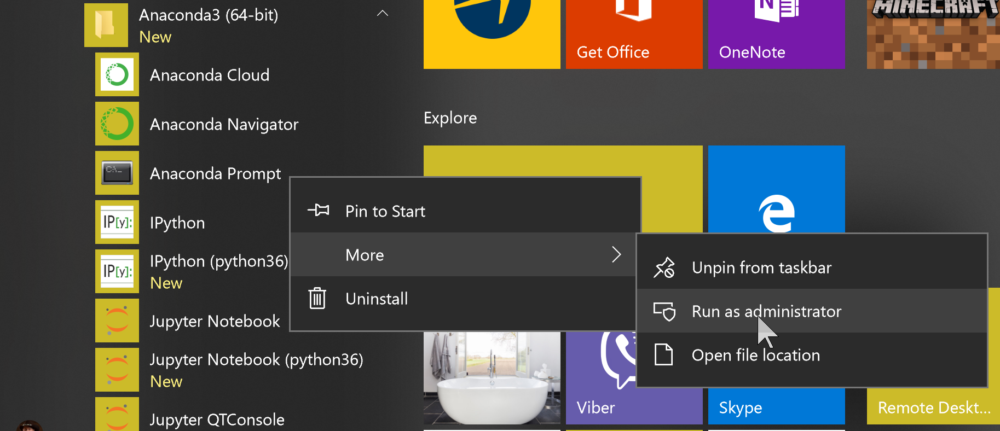 Anaconda3 (64-bit)
New
Anaconda Cloud
Anaconda Navigator
Anaconda Prompt
C:\_
IPython
IP[y]:
IPython (python36)
New
IP[y]:
Jupyter Notebook
Jupyter Notebook (python36)
New
Jupyter QTConsole
Pin to Start
More
Uninstall
Unpin from taskbar
Run as administrator
Open file location
Get Office
OneNote
N
MINECRAFT
Explore
Viber
Skype
Remote Deskt...